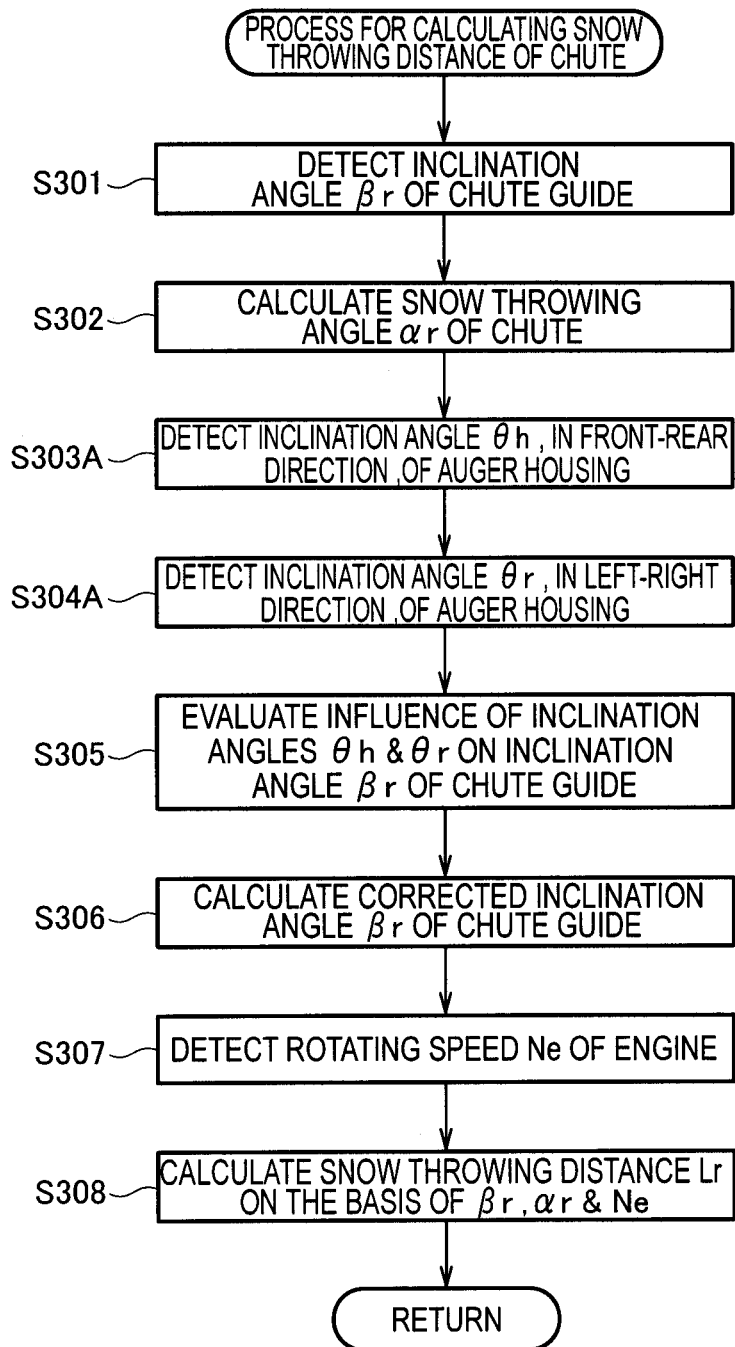 PROCESS FOR CALCULATING SNOW
THROWING DISTANCE OF CHUTE
S301
DETECT INCLINATION
ANGLE βr OF CHUTE GUIDE
S302
CALCULATE SNOW THROWING
ANGLE αr OF CHUTE
S303A
DETECT INCLINATION ANGLE θh, IN FRONT-REAR
DIRECTION ,OF AUGER HOUSING
S304A
DETECT INCLINATION ANGLE θr, IN LEFT-RIGHT
DIRECTION ,OF AUGER HOUSING
S305
EVALUATE INFLUENCE OF INCLINATION
ANGLES θh & θr ON INCLINATION
ANGLE βr OF CHUTE GUIDE
S306
CALCULATE CORRECTED INCLINATION
ANGLE βr OF CHUTE GUIDE
S307
DETECT ROTATING SPEED Ne OF ENGINE
S308
CALCULATE SNOW THROWING DISTANCE Lr
ON THE BASIS OF βr ,αr & Ne
RETURN